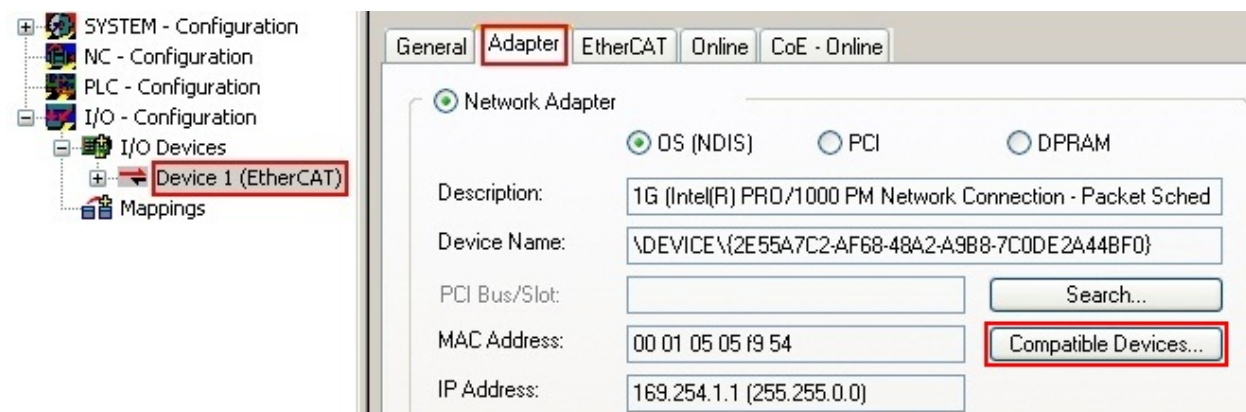 SYSTEM - Configuration
NC - Configuration
PLC - Configuration
I/O - Configuration
I/O Devices
Device 1 (EtherCAT)
Mappings
General Adapter EtherCAT Online CoE - Online
Network Adapter
OS (NDIS) PCI DPRAM
Description: 1G (Intel(R) PRO/1000 PM Network Connection - Packet Sched
Device Name: \DEVICE\{2E55A7C2-AF68-48A2-A9B8-7C0DE2A44BF0}
PCI Bus/Slot: Search...
MAC Address: 00 01 05 05 f9 54 Compatible Devices...
IP Address: 169.254.1.1 (255.255.0.0)